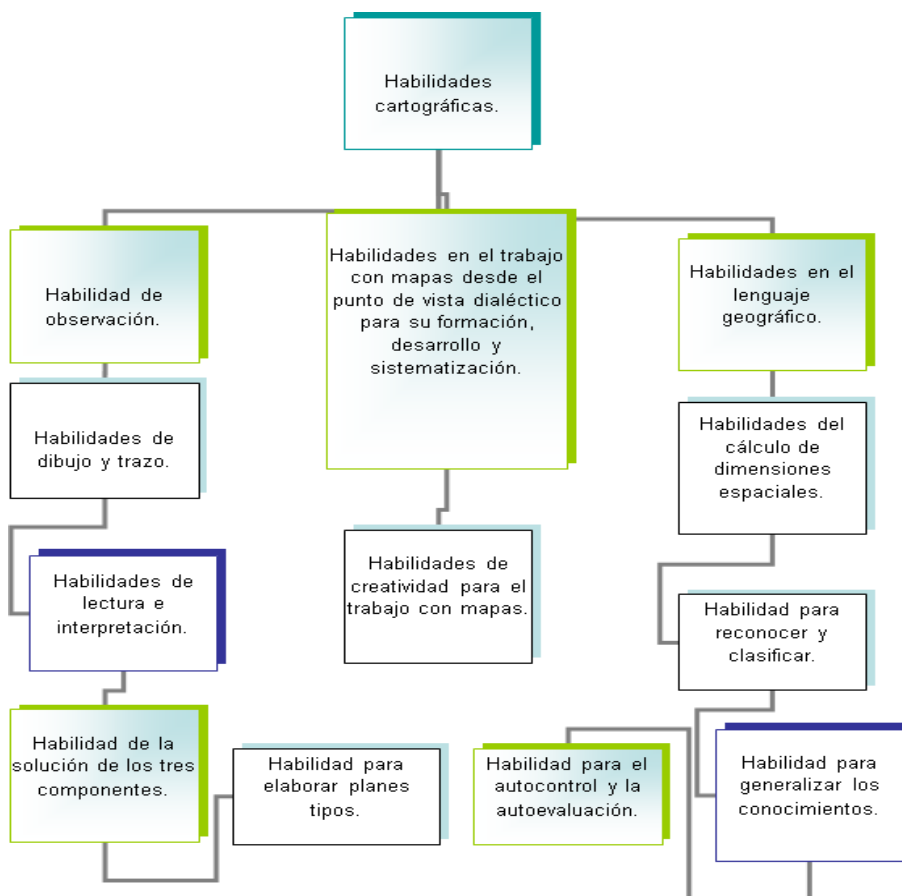 Habilidades
cartográficas.
Habilidad de
observación.
Habilidades en el trabajo
con mapas desde el
punto de vista dialéctico
para su formación,
desarrollo y
sistematización.
Habilidades en el
lenguaje
geográfico.
Habilidades de
dibujo y trazo.
Habilidades del
cálculo de
dimensiones
espaciales.
Habilidades de
lectura e
interpretación.
Habilidades de
creatividad para el
trabajo con mapas.
Habilidad para
reconocer y
clasificar.
Habilidad de la
solución de los tres
componentes.
Habilidad para
elaborar planes
tipos.
Habilidad para el
autocontrol y la
autoevaluación.
Habilidad para
generalizar los
conocimientos.